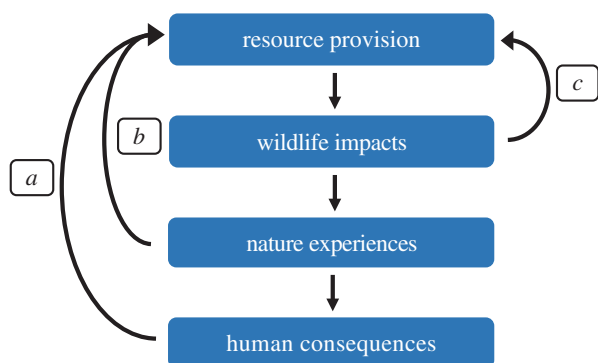 resource provision
c
b
wildlife impacts
a
nature experiences
human consequences